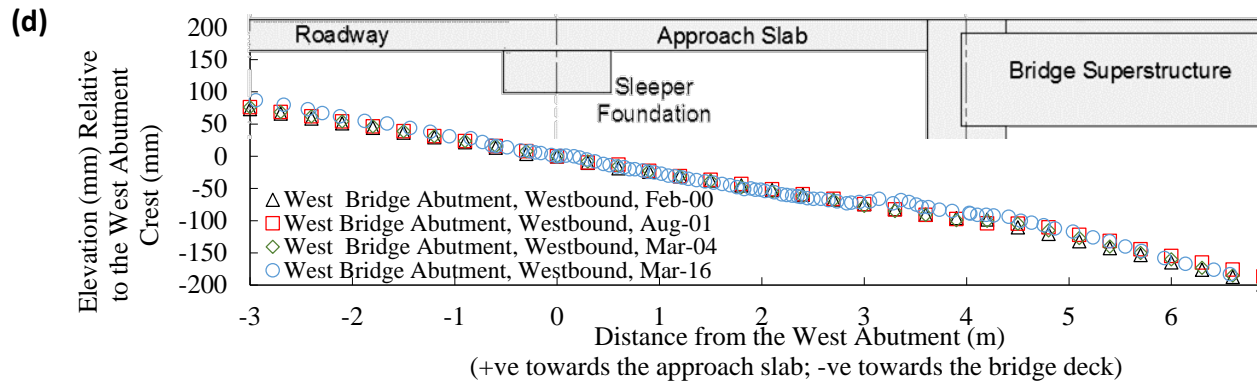 (d)
Elevation (mm) Relative
to the West Abutment
Crest (mm)
200
150
100
50
0
-50
-100
-150
-200
Roadway
Approach Slab
Sleeper
Foundation
Bridge Superstructure
West  Bridge Abutment, Westbound, Feb-00
West Bridge Abutment, Westbound, Aug-01
West  Bridge Abutment, Westbound, Mar-04
West Bridge Abutment, Westbound, Mar-16
-3 -2 -1 0 1 2 3 4 5 6
Distance from the West Abutment (m)
(+ve towards the approach slab; -ve towards the bridge deck)